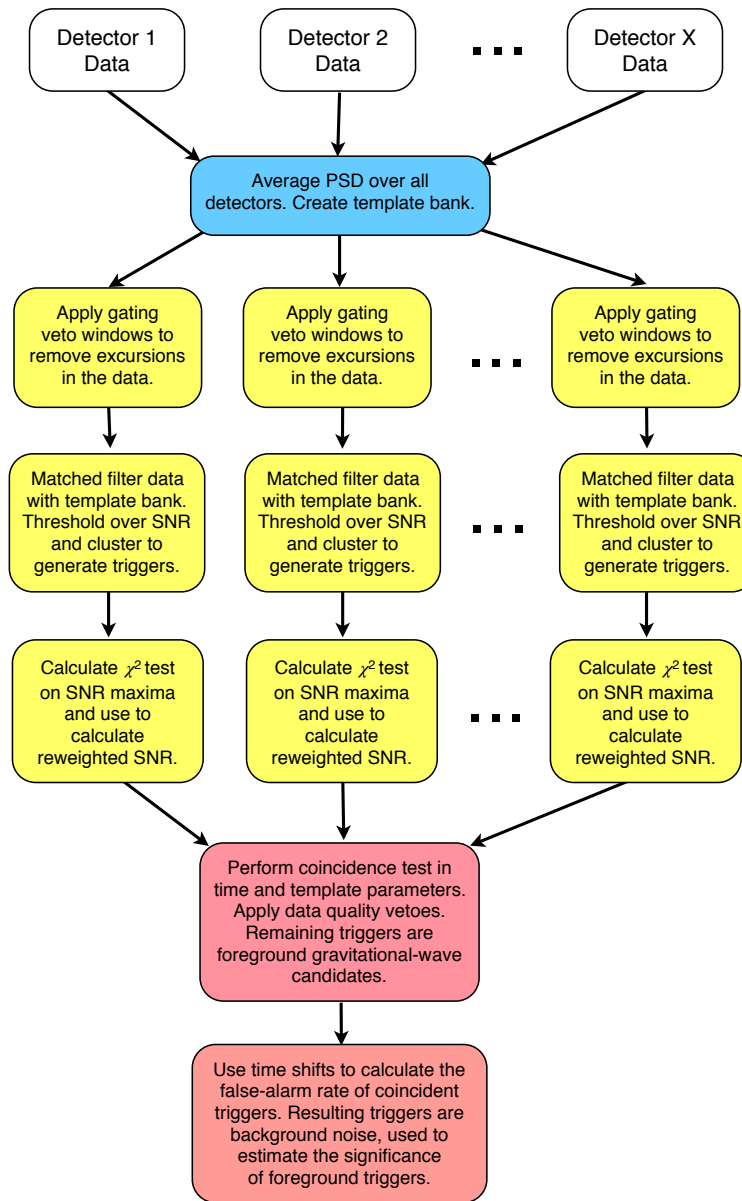 Detector 1
Data
Detector 2
Data
Detector X
Data
Average PSD over all
detectors. Create template bank.
Apply gating
veto windows to
remove excursions
in the data.
Apply gating
veto windows to
remove excursions
in the data.
Apply gating
veto windows to
remove excursions
in the data.
Matched filter data
with template bank.
Threshold over SNR
and cluster to
generate triggers.
Matched filter data
with template bank.
Threshold over SNR
and cluster to
generate triggers.
Matched filter data
with template bank.
Threshold over SNR
and cluster to
generate triggers.
Calculate χ² test
on SNR maxima
and use to
calculate
reweighted SNR.
Calculate χ² test
on SNR maxima
and use to
calculate
reweighted SNR.
Calculate χ² test
on SNR maxima
and use to
calculate
reweighted SNR.
Perform coincidence test in
time and template parameters.
Apply data quality vetoes.
Remaining triggers are
foreground gravitational-wave
candidates.
Use time shifts to calculate the
false-alarm rate of coincident
triggers. Resulting triggers are
background noise, used to
estimate the significance
of foreground triggers.